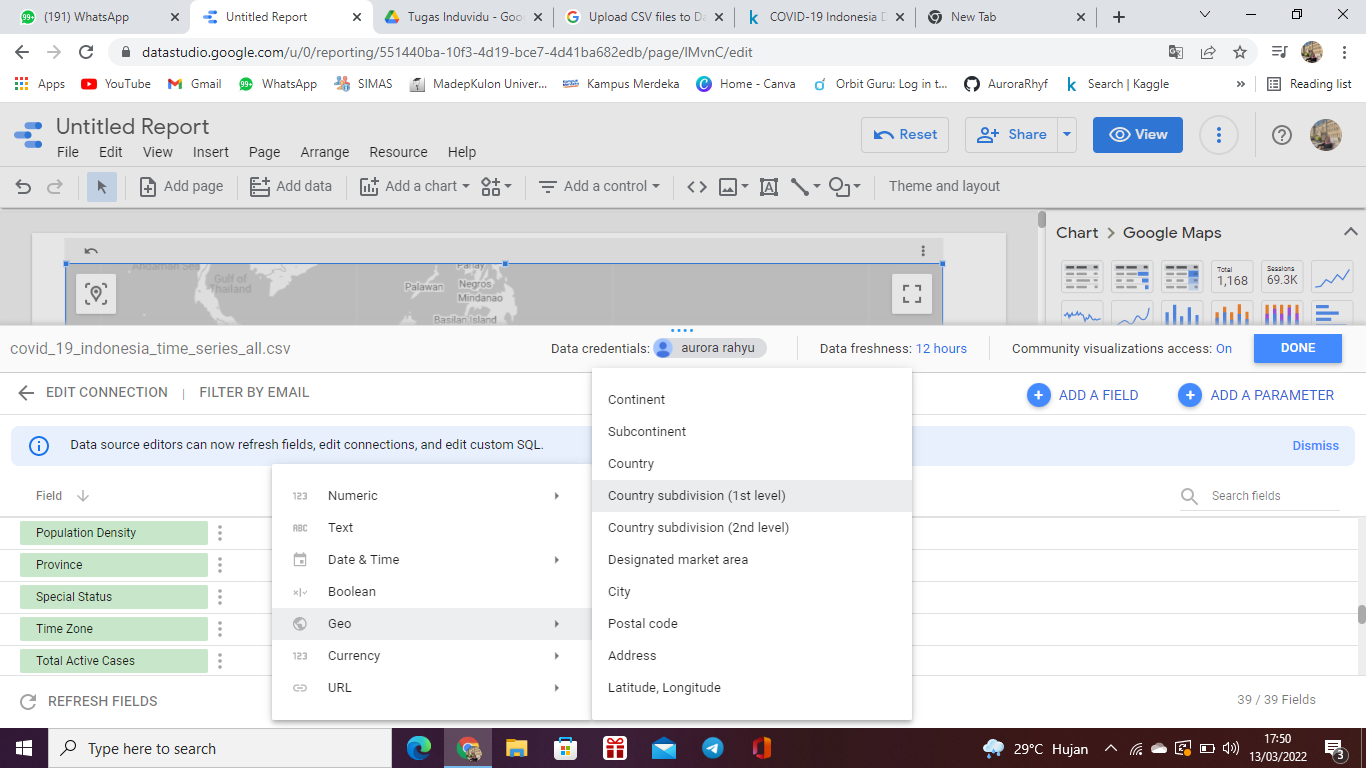 (191) WhatsApp
Untitled Report
Tugas Induvidu - Goo
Upload CSV files to Da
COVID-19 Indonesia D
New Tab
datastudio.google.com/u/0/reporting/551440ba-10f3-4d19-bce7-4d41ba682edb/page/IMvnC/edit
Apps
YouTube
Gmail
99+
WhatsApp
SIMAS
MadepKulon Univer...
Kampus Merdeka
Home - Canva
Orbit Guru: Log in t...
AuroraRhyf
Search | Kaggle
»
Reading list
Untitled Report
Reset
Share
View
File Edit View Insert Page Arrange Resource Help
Add page
Add data
Add a chart
Add a control
Theme and layout
Chart > Google Maps
Andaman Sea
Gulf of
Thailand
Panay
Palawan
Negros
Mindanao
Basilan Island
Total
1,168
Sessions
69.3K
covid_19_indonesia_time_series_all.csv
Data credentials: aurora rahyu
Data freshness: 12 hours
Community visualizations access: On
DONE
EDIT CONNECTION | FILTER BY EMAIL
ADD A FIELD
ADD A PARAMETER
Data source editors can now refresh fields, edit connections, and edit custom SQL.
Dismiss
Field
Search fields
Population Density
Province
Special Status
Time Zone
Total Active Cases
123 Numeric
ABC Text
Date & Time
Boolean
Geo
123 Currency
URL
Continent
Subcontinent
Country
Country subdivision (1st level)
Country subdivision (2nd level)
Designated market area
City
Postal code
Address
Latitude, Longitude
REFRESH FIELDS
39 / 39 Fields
Type here to search
29°C Hujan
17:50
13/03/2022
3